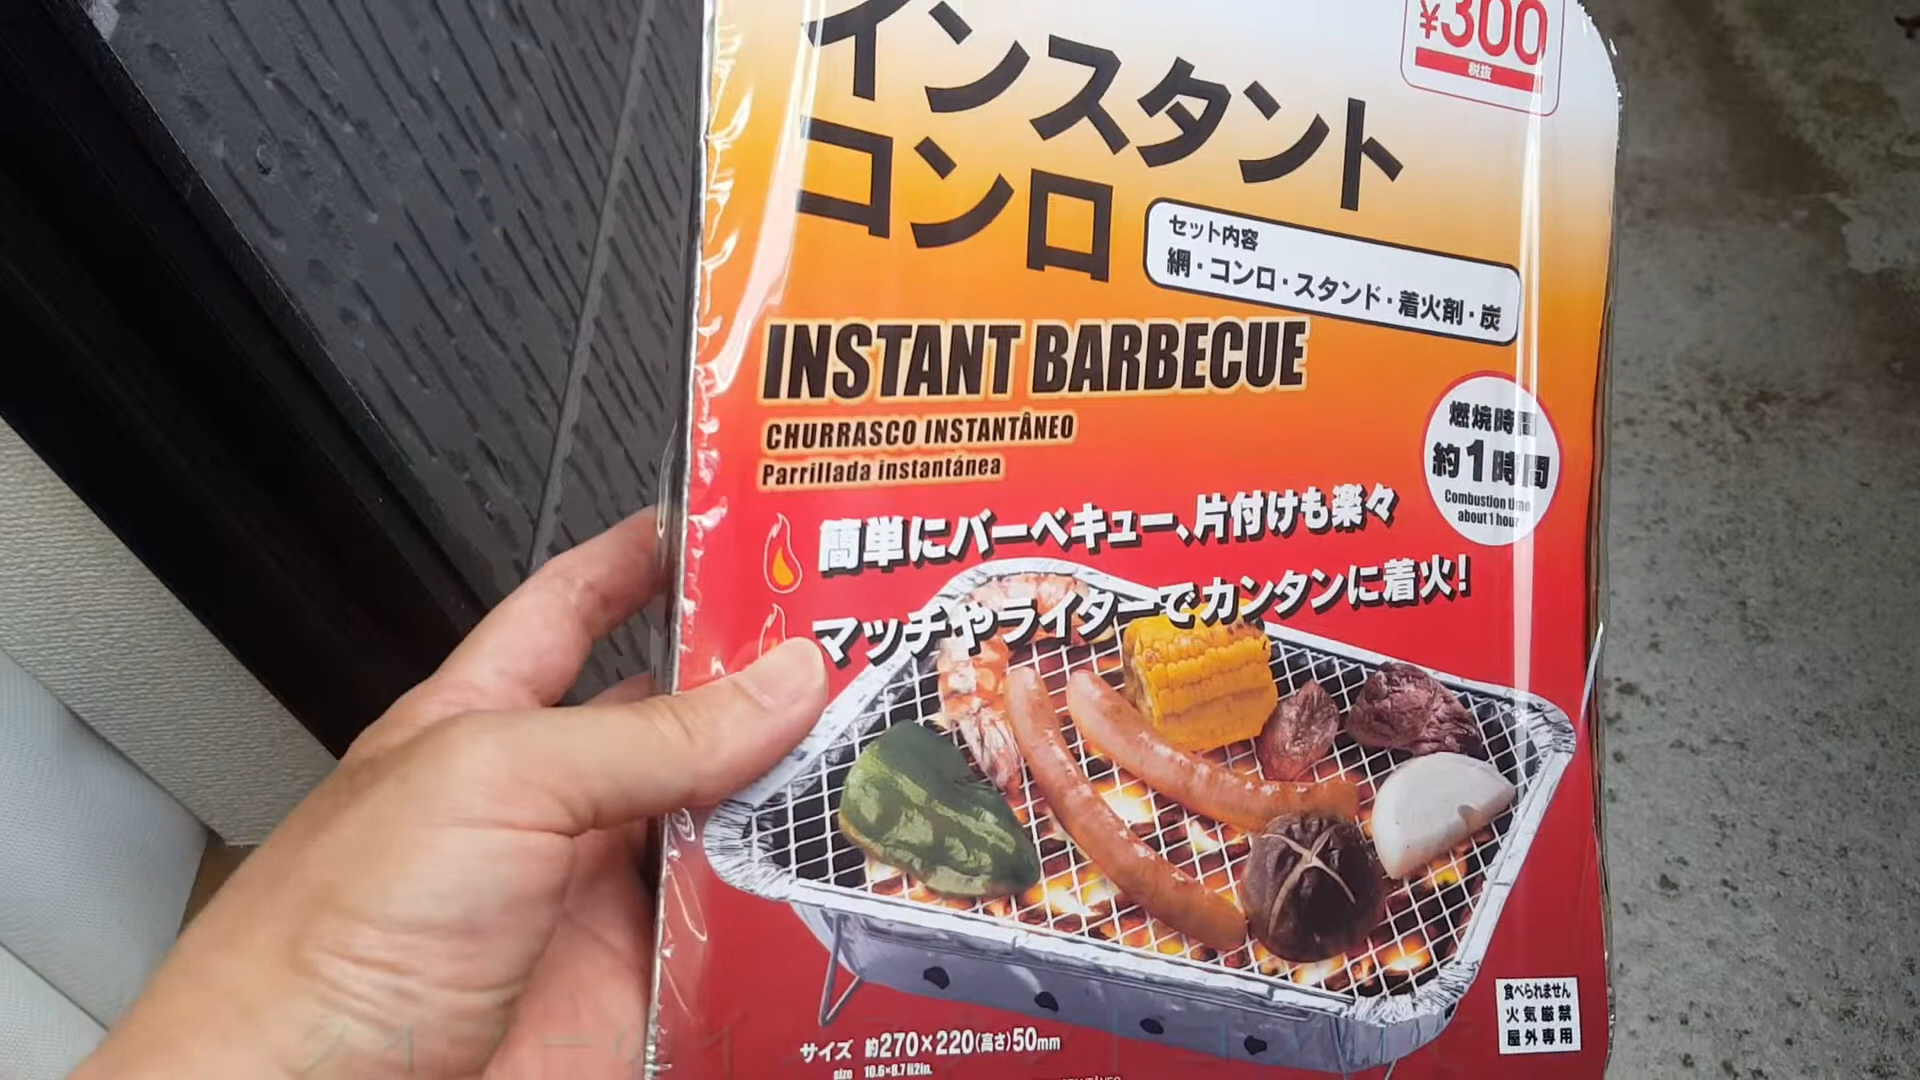 ¥300
税抜
インスタント
コンロ
セット内容
網・コンロ・スタンド・着火剤・炭
INSTANT BARBECUE
CHURRASCO INSTANTÂNEO
Parrillada instantánea
燃焼時間
約1時間
Combustion time
about 1 hour
簡単にバーベキュー、片付けも楽々
マッチやライターでカンタンに着火!
食べられません
火気厳禁
屋外専用
サイズ 約270×220(高さ)50mm
size 10.6×8.7